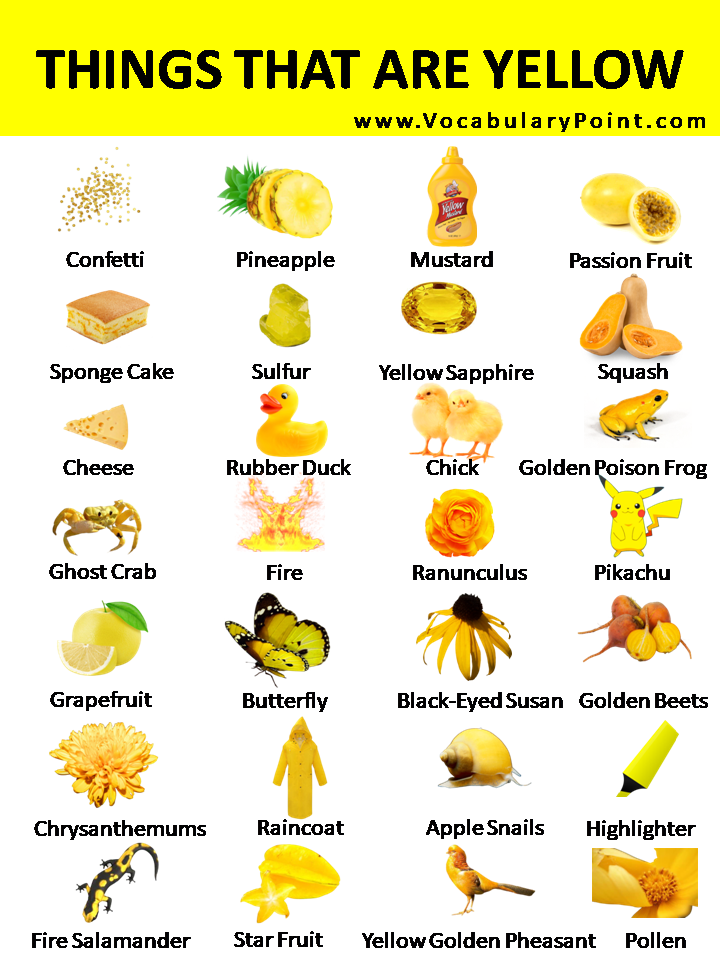 THINGS THAT ARE YELLOW
www.VocabularyPoint.com
Yellow
Confetti Pineapple Mustard Passion Fruit
Sponge Cake Sulfur Yellow Sapphire Squash
Cheese Rubber Duck Chick Golden Poison Frog
Ghost Crab Fire Ranunculus Pikachu
Grapefruit Butterfly Black-Eyed Susan Golden Beets
Chrysanthemums Raincoat Apple Snails Highlighter
Fire Salamander Star Fruit Yellow Golden Pheasant Pollen